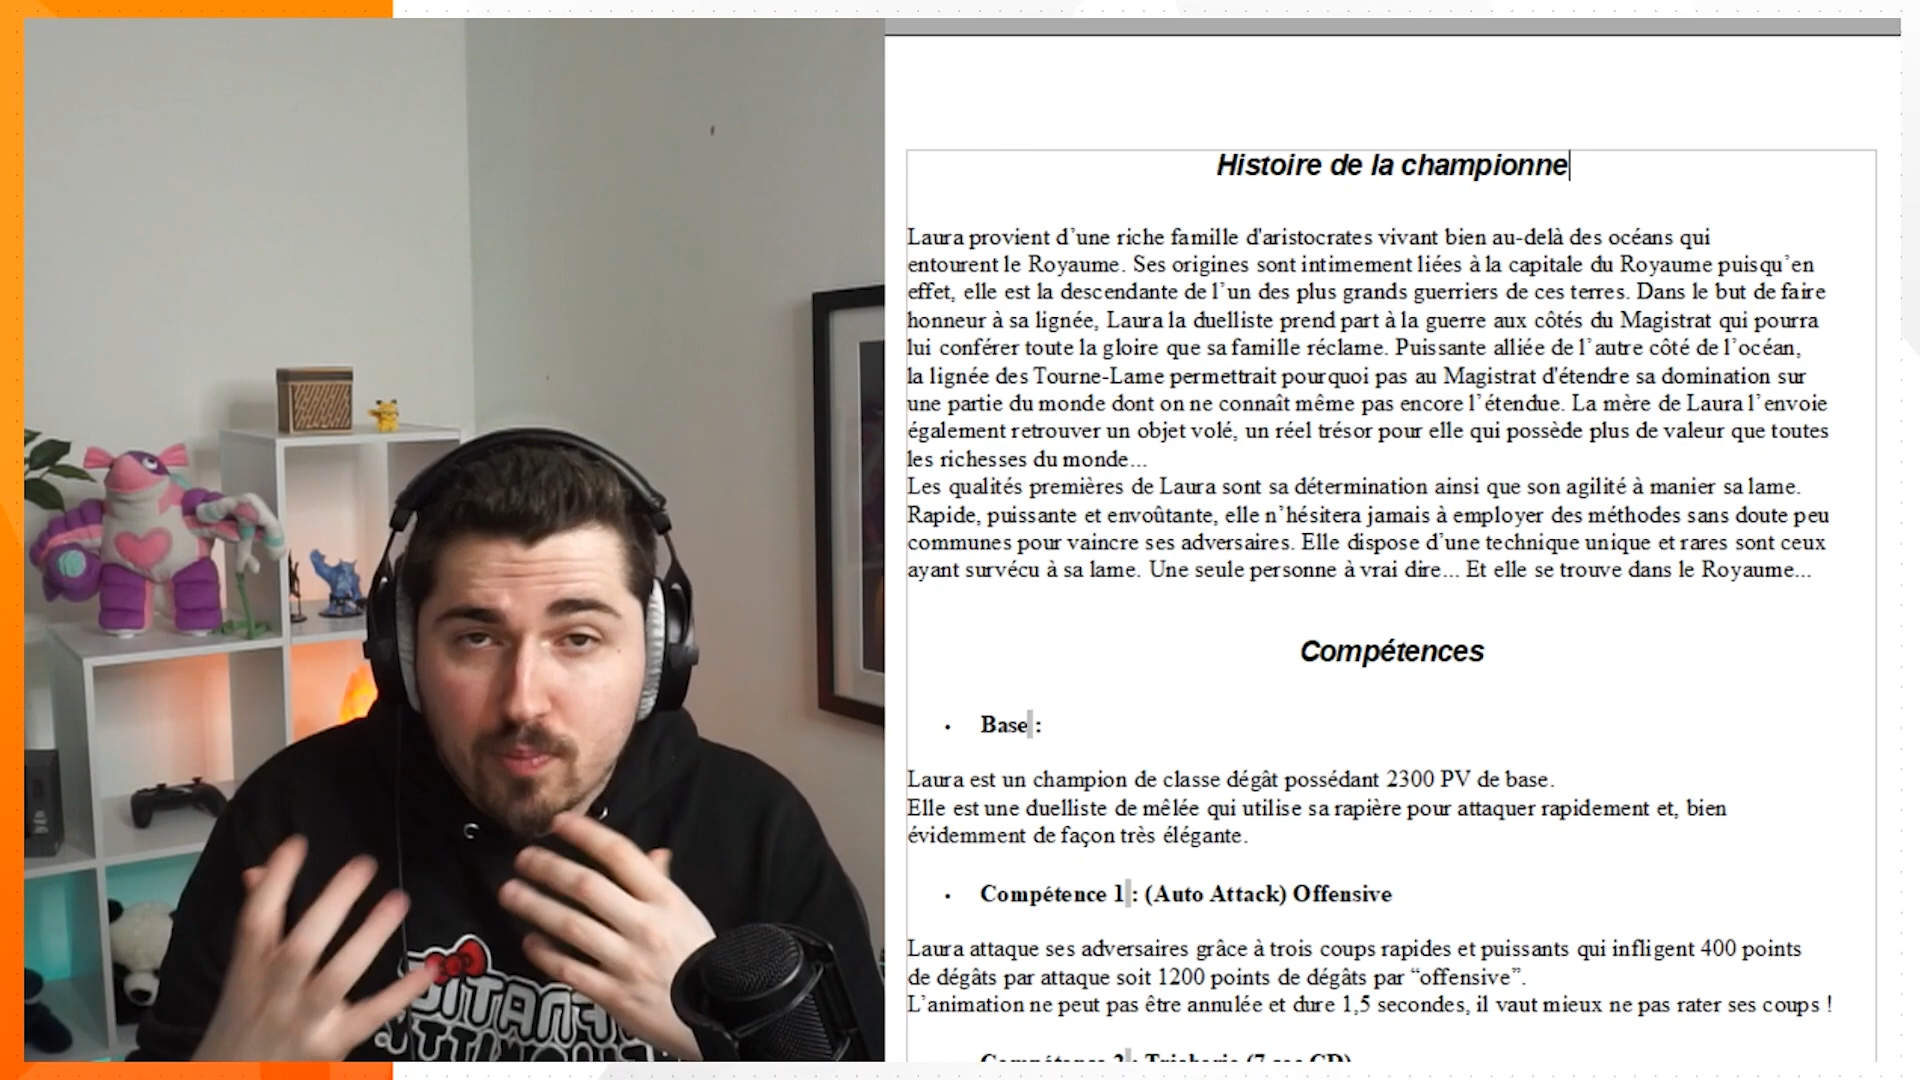 Histoire de la championne
Laura provient d’une riche famille d'aristocrates vivant bien au-delà des océans qui
entourent le Royaume. Ses origines sont intimement liées à la capitale du Royaume puisqu’en
effet, elle est la descendante de l’un des plus grands guerriers de ces terres. Dans le but de faire
honneur à sa lignée, Laura la duelliste prend part à la guerre aux côtés du Magistrat qui pourra
lui conférer toute la gloire que sa famille réclame. Puissante alliée de l’autre côté de l’océan,
la lignée des Tourne-Lame permettrait pourquoi pas au Magistrat d'étendre sa domination sur
une partie du monde dont on ne connaît même pas encore l’étendue. La mère de Laura l’envoie
également retrouver un objet volé, un réel trésor pour elle qui possède plus de valeur que toutes
les richesses du monde...
Les qualités premières de Laura sont sa détermination ainsi que son agilité à manier sa lame.
Rapide, puissante et envoûtante, elle n’hésitera jamais à employer des méthodes sans doute peu
communes pour vaincre ses adversaires. Elle dispose d’une technique unique et rares sont ceux
ayant survécu à sa lame. Une seule personne à vrai dire... Et elle se trouve dans le Royaume...
Compétences
• Base :
Laura est un champion de classe dégât possédant 2300 PV de base.
Elle est une duelliste de mêlée qui utilise sa rapière pour attaquer rapidement et, bien
évidemment de façon très élégante.
• Compétence 1 : (Auto Attack) Offensive
Laura attaque ses adversaires grâce à trois coups rapides et puissants qui infligent 400 points
de dégâts par attaque soit 1200 points de dégâts par “offensive”.
L’animation ne peut pas être annulée et dure 1,5 secondes, il vaut mieux ne pas rater ses coups !
Compétence 2 : Tricherie (7 sec CD)